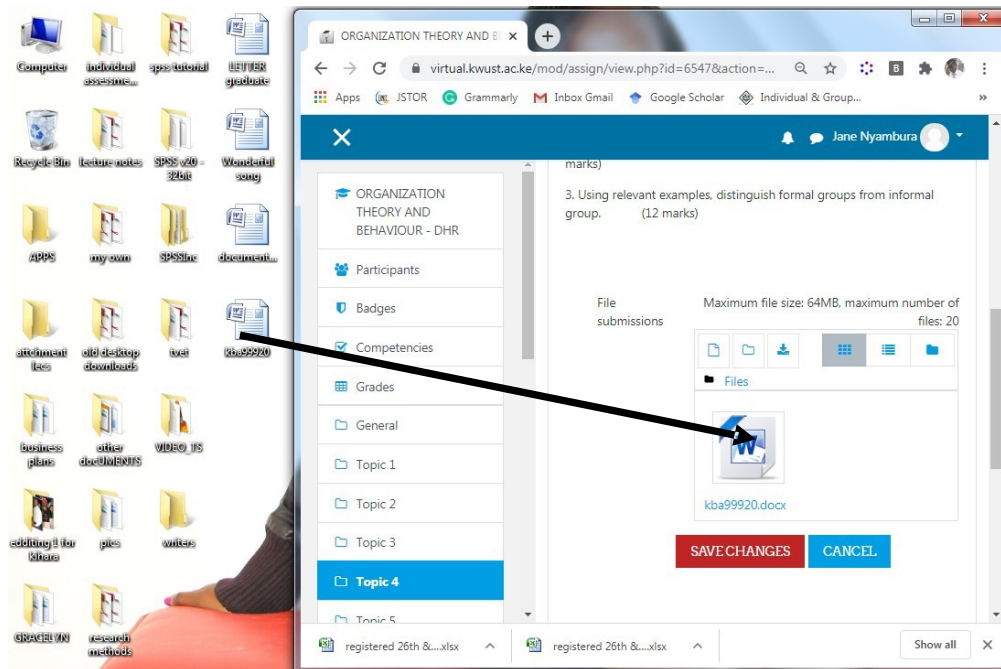 Computer
individual
assessme...
spss tutorial
LETTER
graduate
Recycle Bin
lecture notes
SPSS v20 -
32bit
Wonderful
song
APPS
my own
SPSSInc
document...
attchment
lecs
old desktop
downloads
tvet
kba99920
business
plans
other
docUMENTS
VIDEO_TS
edditing 1 for
kihara
pics
writers
GRACELYN
research
methods
ORGANIZATION THEORY AND B
virtual.kwust.ac.ke/mod/assign/view.php?id=6547&action=...
Apps JSTOR Grammarly Inbox Gmail Google Scholar Individual & Group...
Jane Nyambura
ORGANIZATION
THEORY AND
BEHAVIOUR - DHR
Participants
Badges
Competencies
Grades
General
Topic 1
Topic 2
Topic 3
Topic 4
Topic 5
marks)
3. Using relevant examples, distinguish formal groups from informal
group. (12 marks)
File
submissions
Maximum file size: 64MB, maximum number of
files: 20
Files
W
kba99920.docx
SAVE CHANGES CANCEL
registered 26th &....xlsx registered 26th &....xlsx Show all